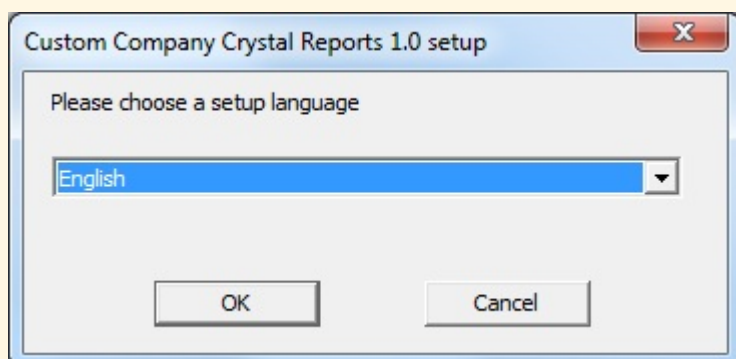 Custom Company Crystal Reports 1.0 setup
Please choose a setup language
English
OK
Cancel